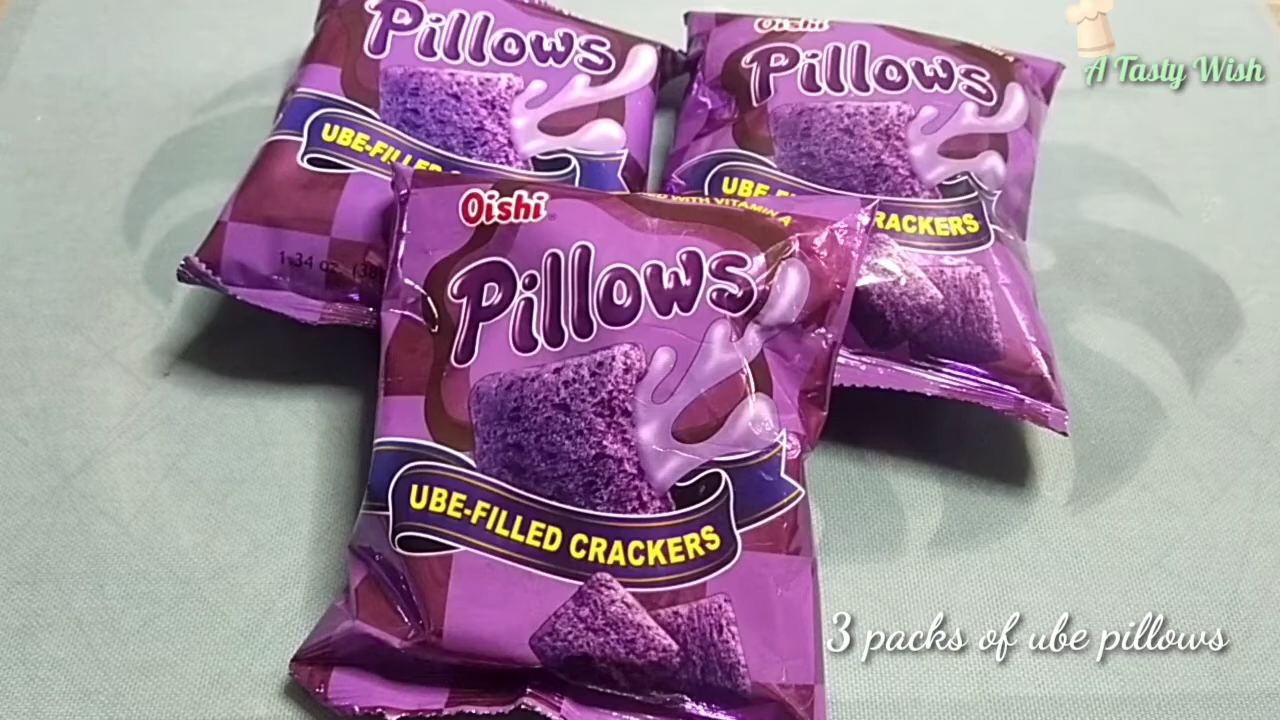 Pillows
UBE-FILLED
1.34 oz. (38
Oishi
Pillows
UBE-
CRACKERS
A Tasty Wish
Oishi
WITH VITAMIN A
Pillows
UBE-FILLED CRACKERS
3 packs of ube pillows